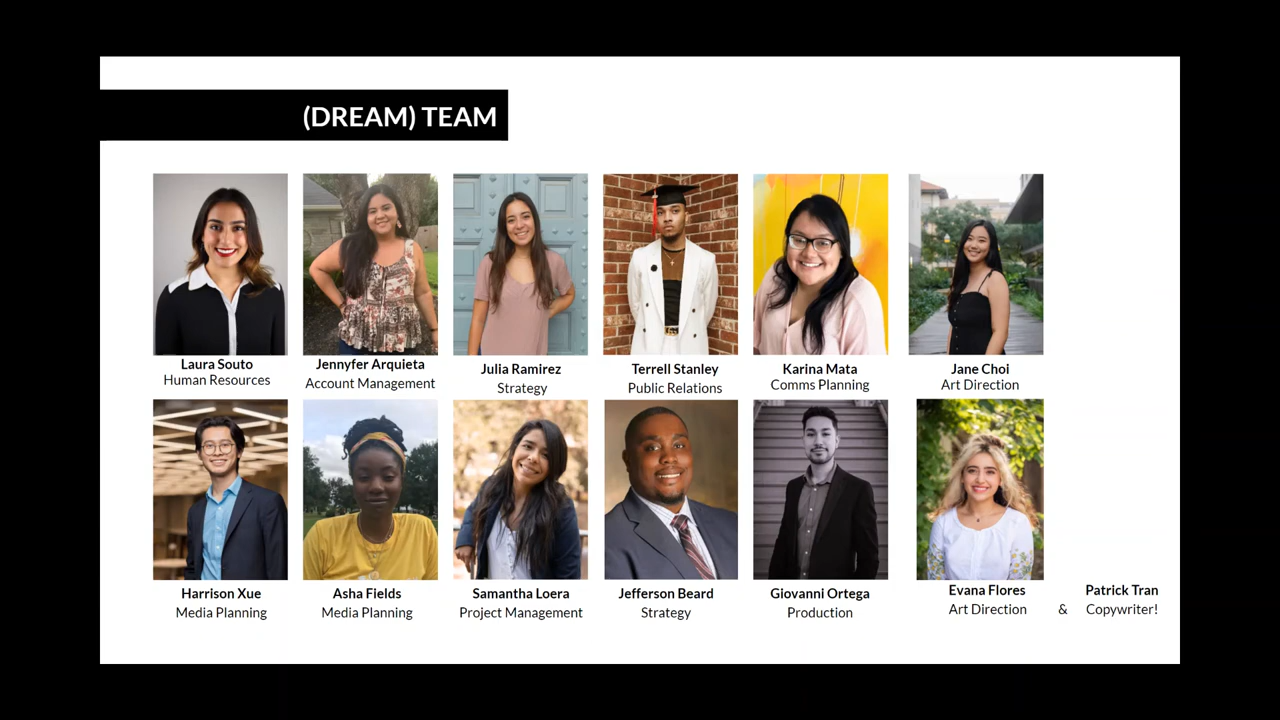 (DREAM) TEAM
Laura Souto
Human Resources
Jennyfer Arquieta
Account Management
Julia Ramirez
Strategy
Terrell Stanley
Public Relations
Karina Mata
Comms Planning
Jane Choi
Art Direction
Harrison Xue
Media Planning
Asha Fields
Media Planning
Samantha Loera
Project Management
Jefferson Beard
Strategy
Giovanni Ortega
Production
Evana Flores
Art Direction
&
Patrick Tran
Copywriter!